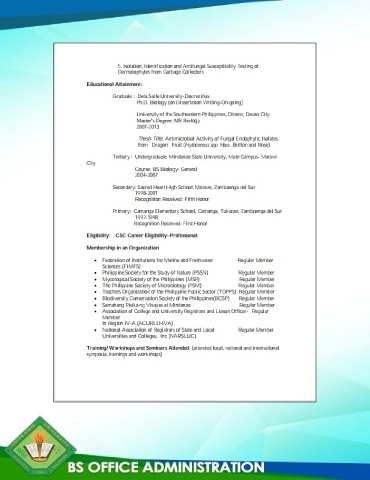 5. Isolation, Identification and Antifungal Susceptibility Testing of
Dermatophytes from Garbage Collectors
Educational Attainment:
Graduate : Dela Salle University-Dasmariñas
Ph.D. Biology (on Dissertation Writing-On-going)
University of the Southeastern Philippines, Obrero, Davao City
Master's Degree: MS Biology
2007-2013
Thesis Title: Antimicrobial Activity of Fungal Endophytic Isolates
from Dragon Fruit (Hylocereus spp. Haw. Britton and Rose)
Tertiary : Undergraduate: Mindanao State University, Main Campus- Marawi
City
Course: BS Biology- General
2004-2007
Secondary: Sacred Heart High School, Molave, Zamboanga del Sur
1998-2001
Recognition Received: Fifth Honor
Primary: Camanga Elementary School, Camanga, Tukuran, Zamboanga del Sur
1992-1998
Recognition Received: First Honor
Eligibility: CSC Career Eligibility-Professional
Membership in an Organization
• Federation of Institutions for Marine and Freshwater Regular Member
Sciences (FIMFS)
• Philippine Society for the Study of Nature (PSSN) Regular Member
• Mycological Society of the Philippines (MSP) Regular Member
• The Philippine Society of Microbiology (PSM) Regular Member
• Teachers Organization of the Philippine Public Sector (TOPPS) Regular Member
• Biodiversity Conservation Society of the Philippines(BCSP) Regular Member
• Samahang Pisika ng Visayas at Mindanao Regular Member
• Association of College and University Registrars and Liaison Officer- Regular
Member
In Region IV-A (ACURLO-IVA)
• National Association of Registrars of State and Local Regular Member
Universities and Colleges, Inc (NARSLUC)
Training/Workshops and Seminars Attended: (attended local, national and international
symposia, trainings and workshops)
BS OFFICE ADMINISTRATION